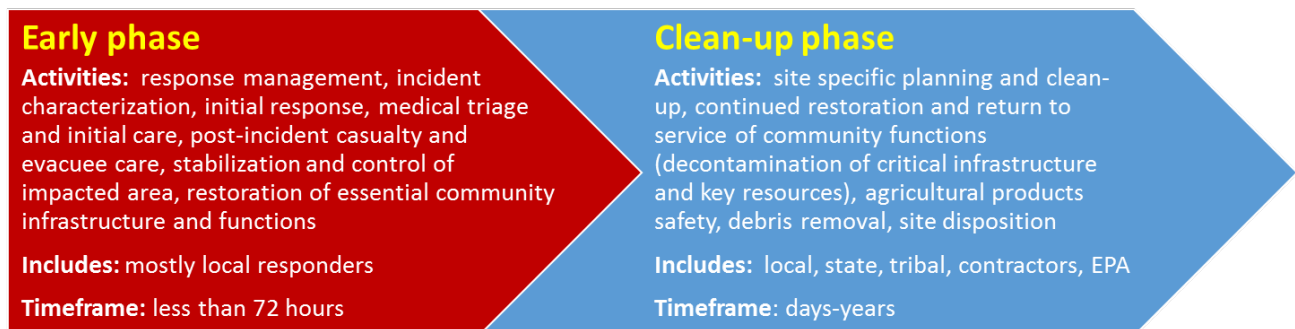 Early phase
Activities: response management, incident
characterization, initial response, medical triage
and initial care, post-incident casualty and
evacuee care, stabilization and control of
impacted area, restoration of essential community
infrastructure and functions
Includes: mostly local responders
Timeframe: less than 72 hours
Clean-up phase
Activities: site specific planning and clean-
up, continued restoration and return to
service of community functions
(decontamination of critical infrastructure
and key resources), agricultural products
safety, debris removal, site disposition
Includes: local, state, tribal, contractors, EPA
Timeframe: days-years